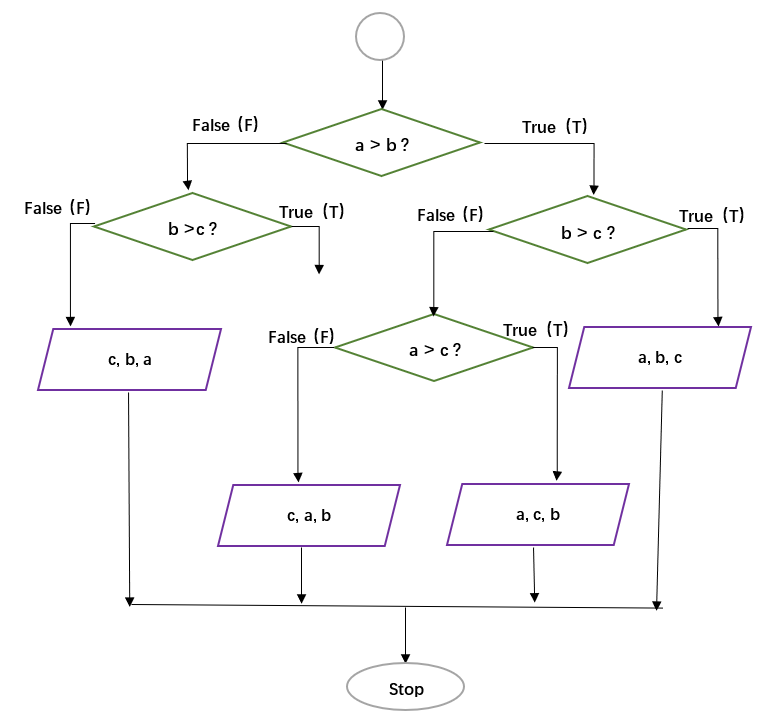 False (F)
a > b ?
True (T)
False (F)
b >c ?
True (T)
False (F)
b > c ?
True (T)
False (F)
a > c ?
True (T)
c, b, a
a, b, c
c, a, b
a, c, b
Stop